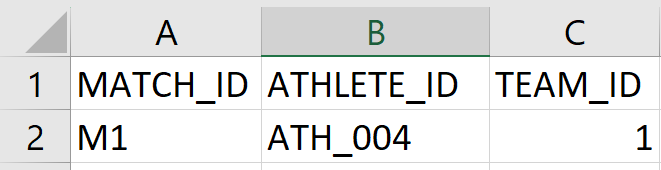 A B C
1 MATCH_ID ATHLETE_ID TEAM_ID
2 M1 ATH_004 1